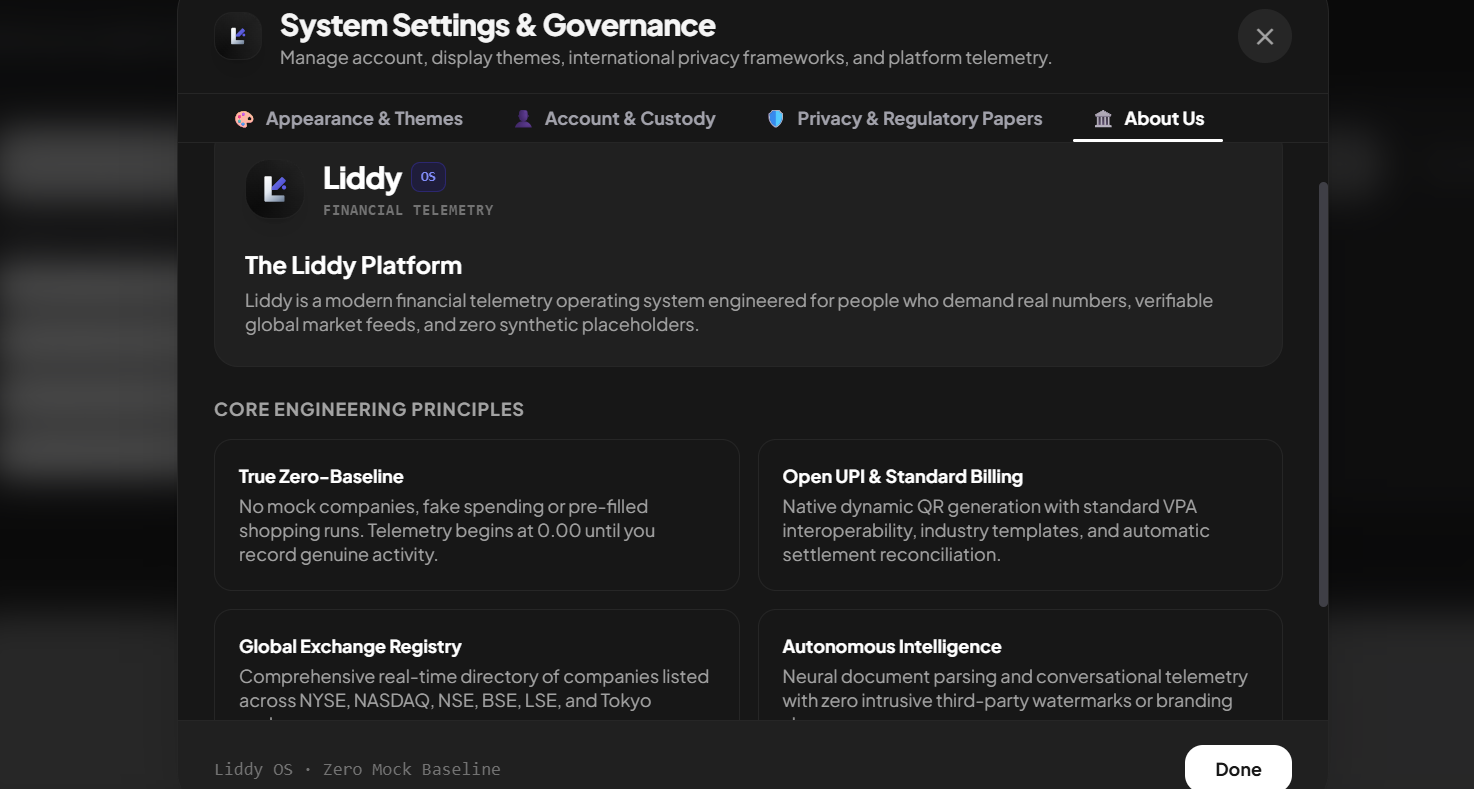 System Settings & Governance
Manage account, display themes, international privacy frameworks, and platform telemetry.
Appearance & Themes
Account & Custody
Privacy & Regulatory Papers
About Us
Liddy OS
FINANCIAL TELEMETRY
The Liddy Platform
Liddy is a modern financial telemetry operating system engineered for people who demand real numbers, verifiable
global market feeds, and zero synthetic placeholders.
CORE ENGINEERING PRINCIPLES
True Zero-Baseline
No mock companies, fake spending or pre-filled
shopping runs. Telemetry begins at 0.00 until you
record genuine activity.
Open UPI & Standard Billing
Native dynamic QR generation with standard VPA
interoperability, industry templates, and automatic
settlement reconciliation.
Global Exchange Registry
Comprehensive real-time directory of companies listed
across NYSE, NASDAQ, NSE, BSE, LSE, and Tokyo
Autonomous Intelligence
Neural document parsing and conversational telemetry
with zero intrusive third-party watermarks or branding
Liddy OS · Zero Mock Baseline
Done